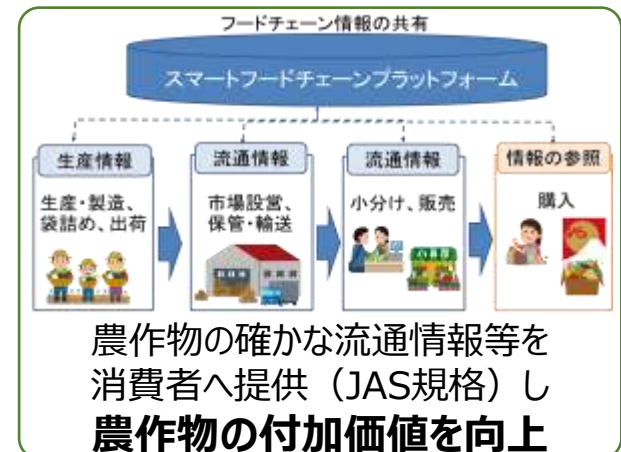 フードチェーン情報の共有
スマートフードチェーンプラットフォーム
生産情報
生産・製造、
袋詰め、出荷
流通情報
市場設営、
保管・輸送
流通情報
小分け、販売
情報の参照
購入
農作物の確かな流通情報等を
消費者へ提供（JAS規格）し
農作物の付加価値を向上